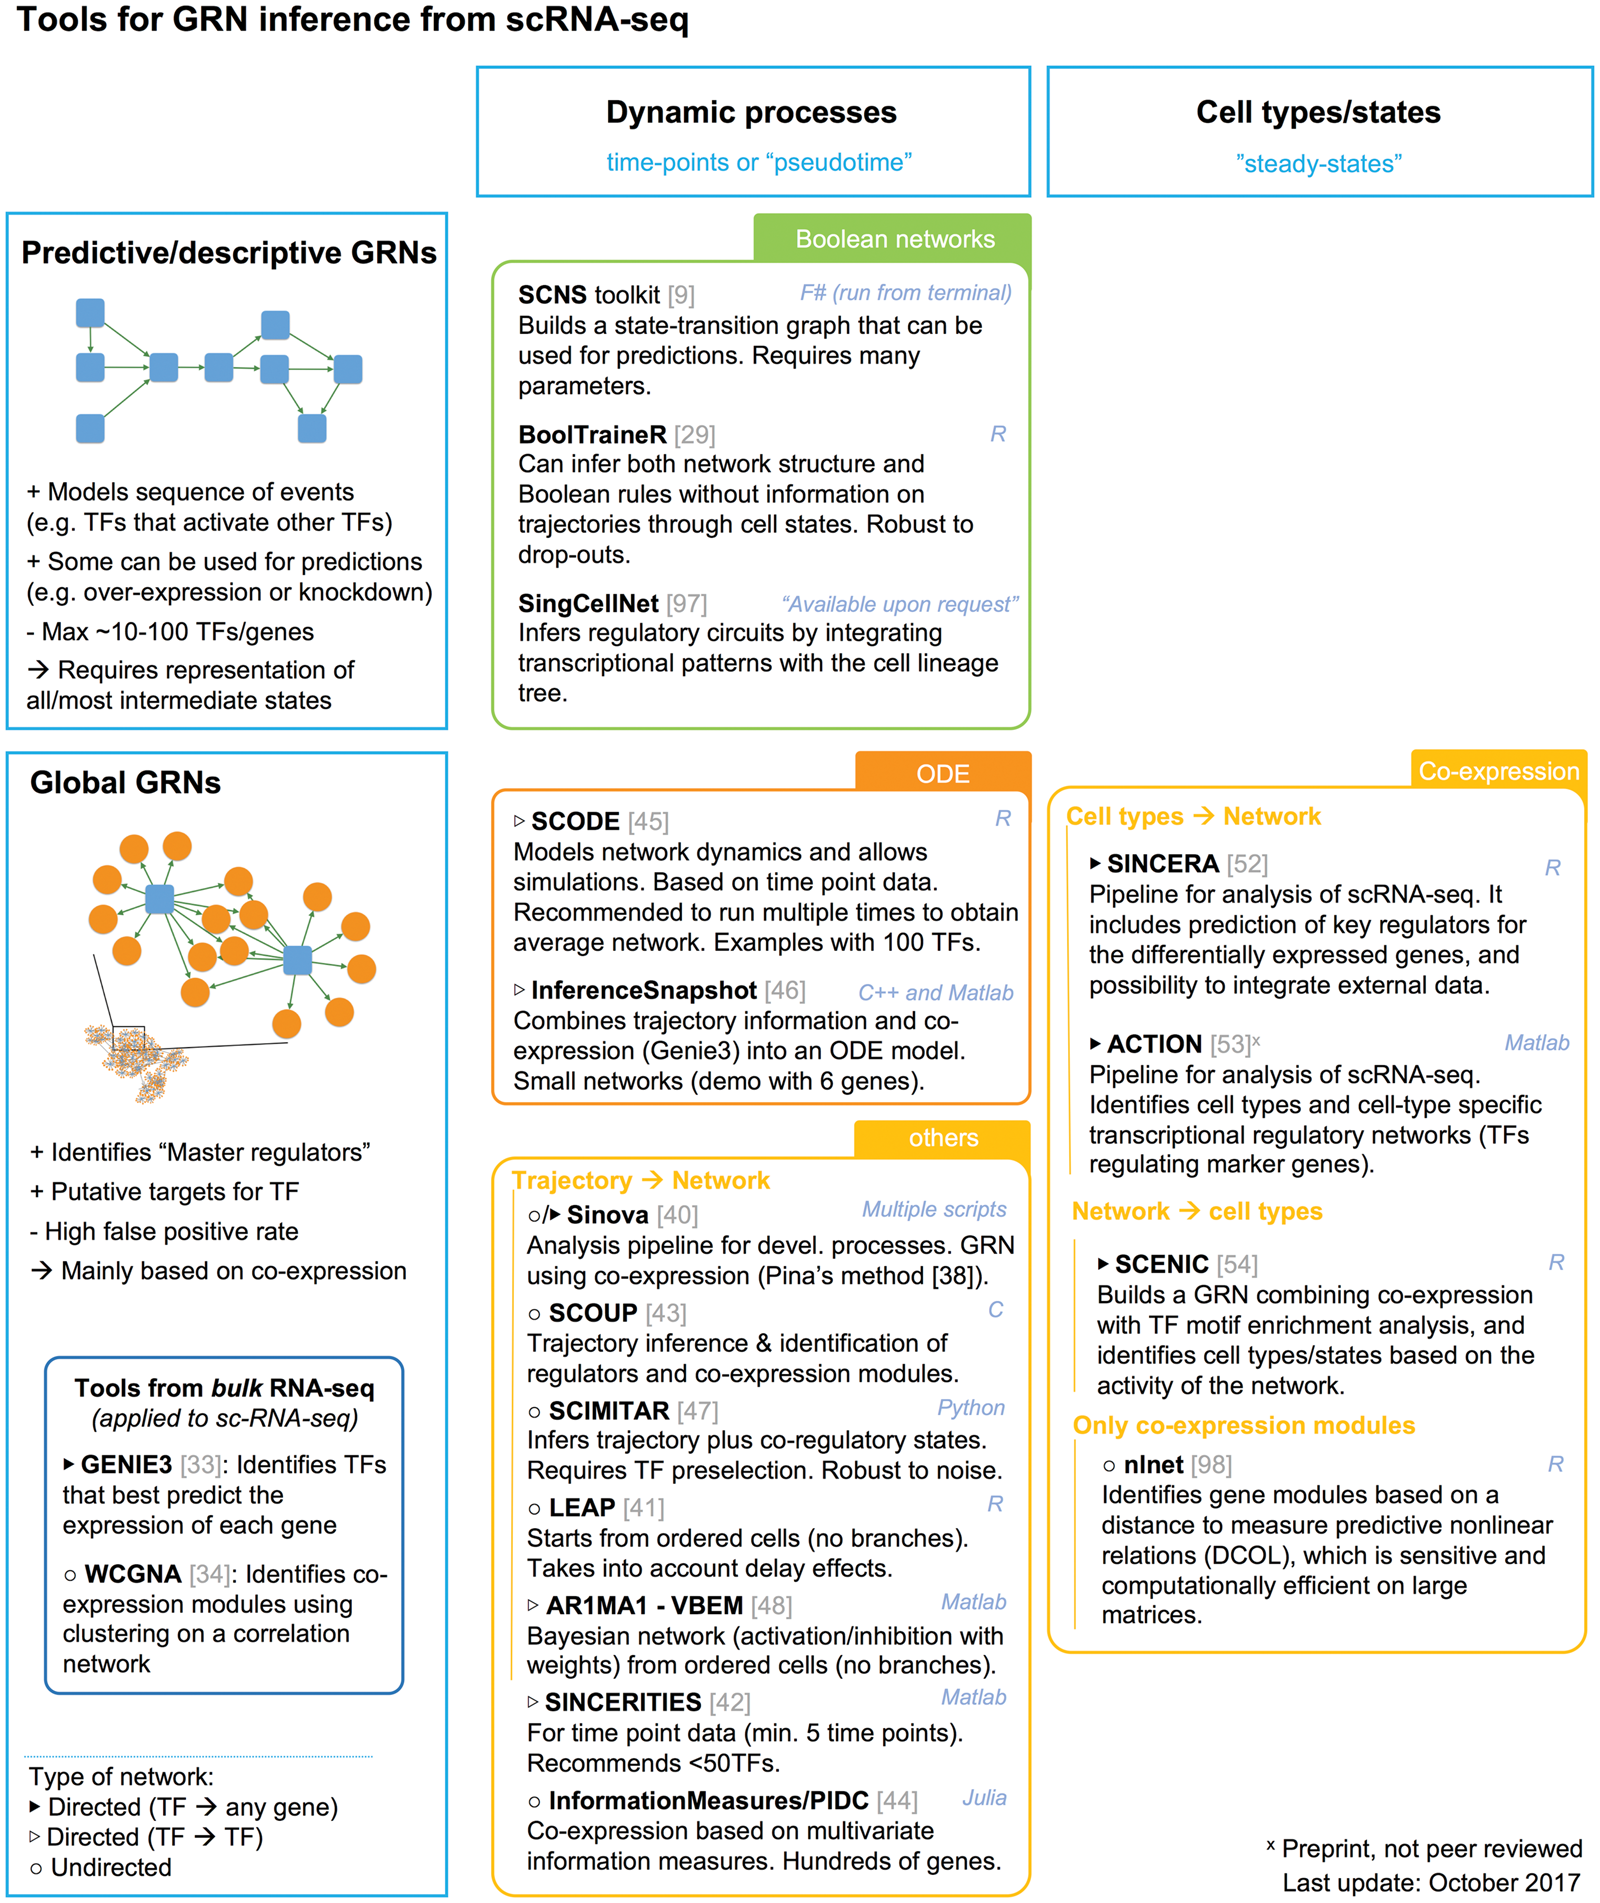 Tools for GRN inference from scRNA-seq
Dynamic processes
time-points or “pseudotime”
Cell types/states
”steady-states”
Predictive/descriptive GRNs
+ Models sequence of events
(e.g. TFs that activate other TFs)
+ Some can be used for predictions
(e.g. over-expression or knockdown)
- Max ~10-100 TFs/genes
→ Requires representation of
all/most intermediate states
Boolean networks
SCNS toolkit [9] F# (run from terminal)
Builds a state-transition graph that can be
used for predictions. Requires many
parameters.
BoolTraineR [29] R
Can infer both network structure and
Boolean rules without information on
trajectories through cell states. Robust to
drop-outs.
SingCellNet [97] “Available upon request”
Infers regulatory circuits by integrating
transcriptional patterns with the cell lineage
tree.
Global GRNs
+ Identifies “Master regulators”
+ Putative targets for TF
- High false positive rate
→ Mainly based on co-expression
Tools from bulk RNA-seq
(applied to sc-RNA-seq)
▸ GENIE3 [33]: Identifies TFs
that best predict the
expression of each gene
○ WCGNA [34]: Identifies co-
expression modules using
clustering on a correlation
network
Type of network:
▸ Directed (TF → any gene)
▹ Directed (TF → TF)
○ Undirected
ODE
▹ SCODE [45] R
Models network dynamics and allows
simulations. Based on time point data.
Recommended to run multiple times to obtain
average network. Examples with 100 TFs.
▹ InferenceSnapshot [46] C++ and Matlab
Combines trajectory information and co-
expression (Genie3) into an ODE model.
Small networks (demo with 6 genes).
others
Trajectory → Network
○/▸ Sinova [40] Multiple scripts
Analysis pipeline for devel. processes. GRN
using co-expression (Pina’s method [38]).
○ SCOUP [43] C
Trajectory inference & identification of
regulators and co-expression modules.
○ SCIMITAR [47] Python
Infers trajectory plus co-regulatory states.
Requires TF preselection. Robust to noise.
○ LEAP [41] R
Starts from ordered cells (no branches).
Takes into account delay effects.
▹ AR1MA1 - VBEM [48] Matlab
Bayesian network (activation/inhibition with
weights) from ordered cells (no branches).
▹ SINCERITIES [42] Matlab
For time point data (min. 5 time points).
Recommends <50TFs.
○ InformationMeasures/PIDC [44] Julia
Co-expression based on multivariate
information measures. Hundreds of genes.
Co-expression
Cell types → Network
▸ SINCERA [52] R
Pipeline for analysis of scRNA-seq. It
includes prediction of key regulators for
the differentially expressed genes, and
possibility to integrate external data.
▸ ACTION [53]ˣ Matlab
Pipeline for analysis of scRNA-seq.
Identifies cell types and cell-type specific
transcriptional regulatory networks (TFs
regulating marker genes).
Network → cell types
▸ SCENIC [54] R
Builds a GRN combining co-expression
with TF motif enrichment analysis, and
identifies cell types/states based on the
activity of the network.
Only co-expression modules
○ nlnet [98] R
Identifies gene modules based on a
distance to measure predictive nonlinear
relations (DCOL), which is sensitive and
computationally efficient on large
matrices.
ˣ Preprint, not peer reviewed
Last update: October 2017